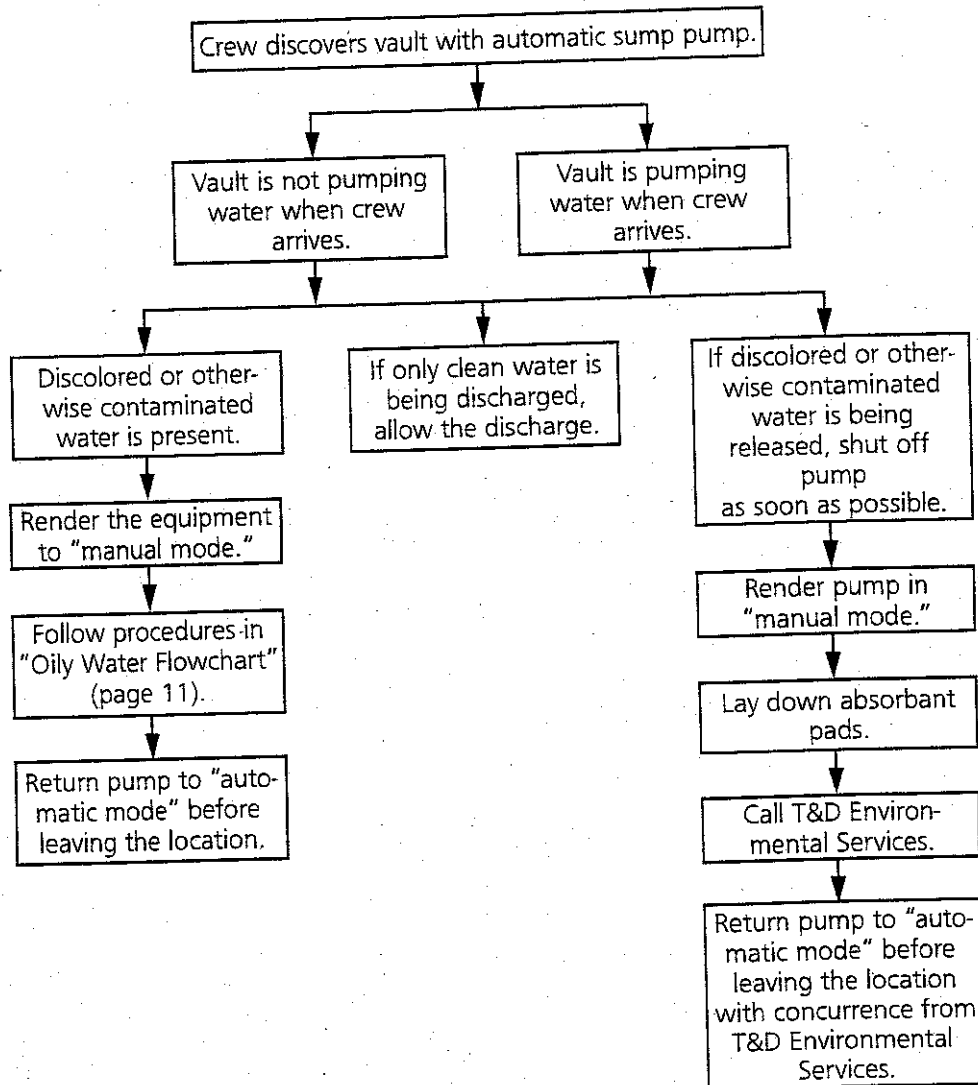 Crew discovers vault with automatic sump pump.
Vault is not pumping
water when crew
arrives.
Vault is pumping
water when crew
arrives.
Discolored or other-
wise contaminated
water is present.
Render the equipment
to "manual mode."
Follow procedures in
"Oily Water Flowchart"
(page 11).
Return pump to "auto-
matic mode" before
leaving the location.
If only clean water is
being discharged,
allow the discharge.
If discolored or other-
wise contaminated
water is being
released, shut off
pump
as soon as possible.
Render pump in
"manual mode."
Lay down absorbant
pads.
Call T&D Environ-
mental Services.
Return pump to "auto-
matic mode" before
leaving the location
with concurrence from
T&D Environmental
Services.